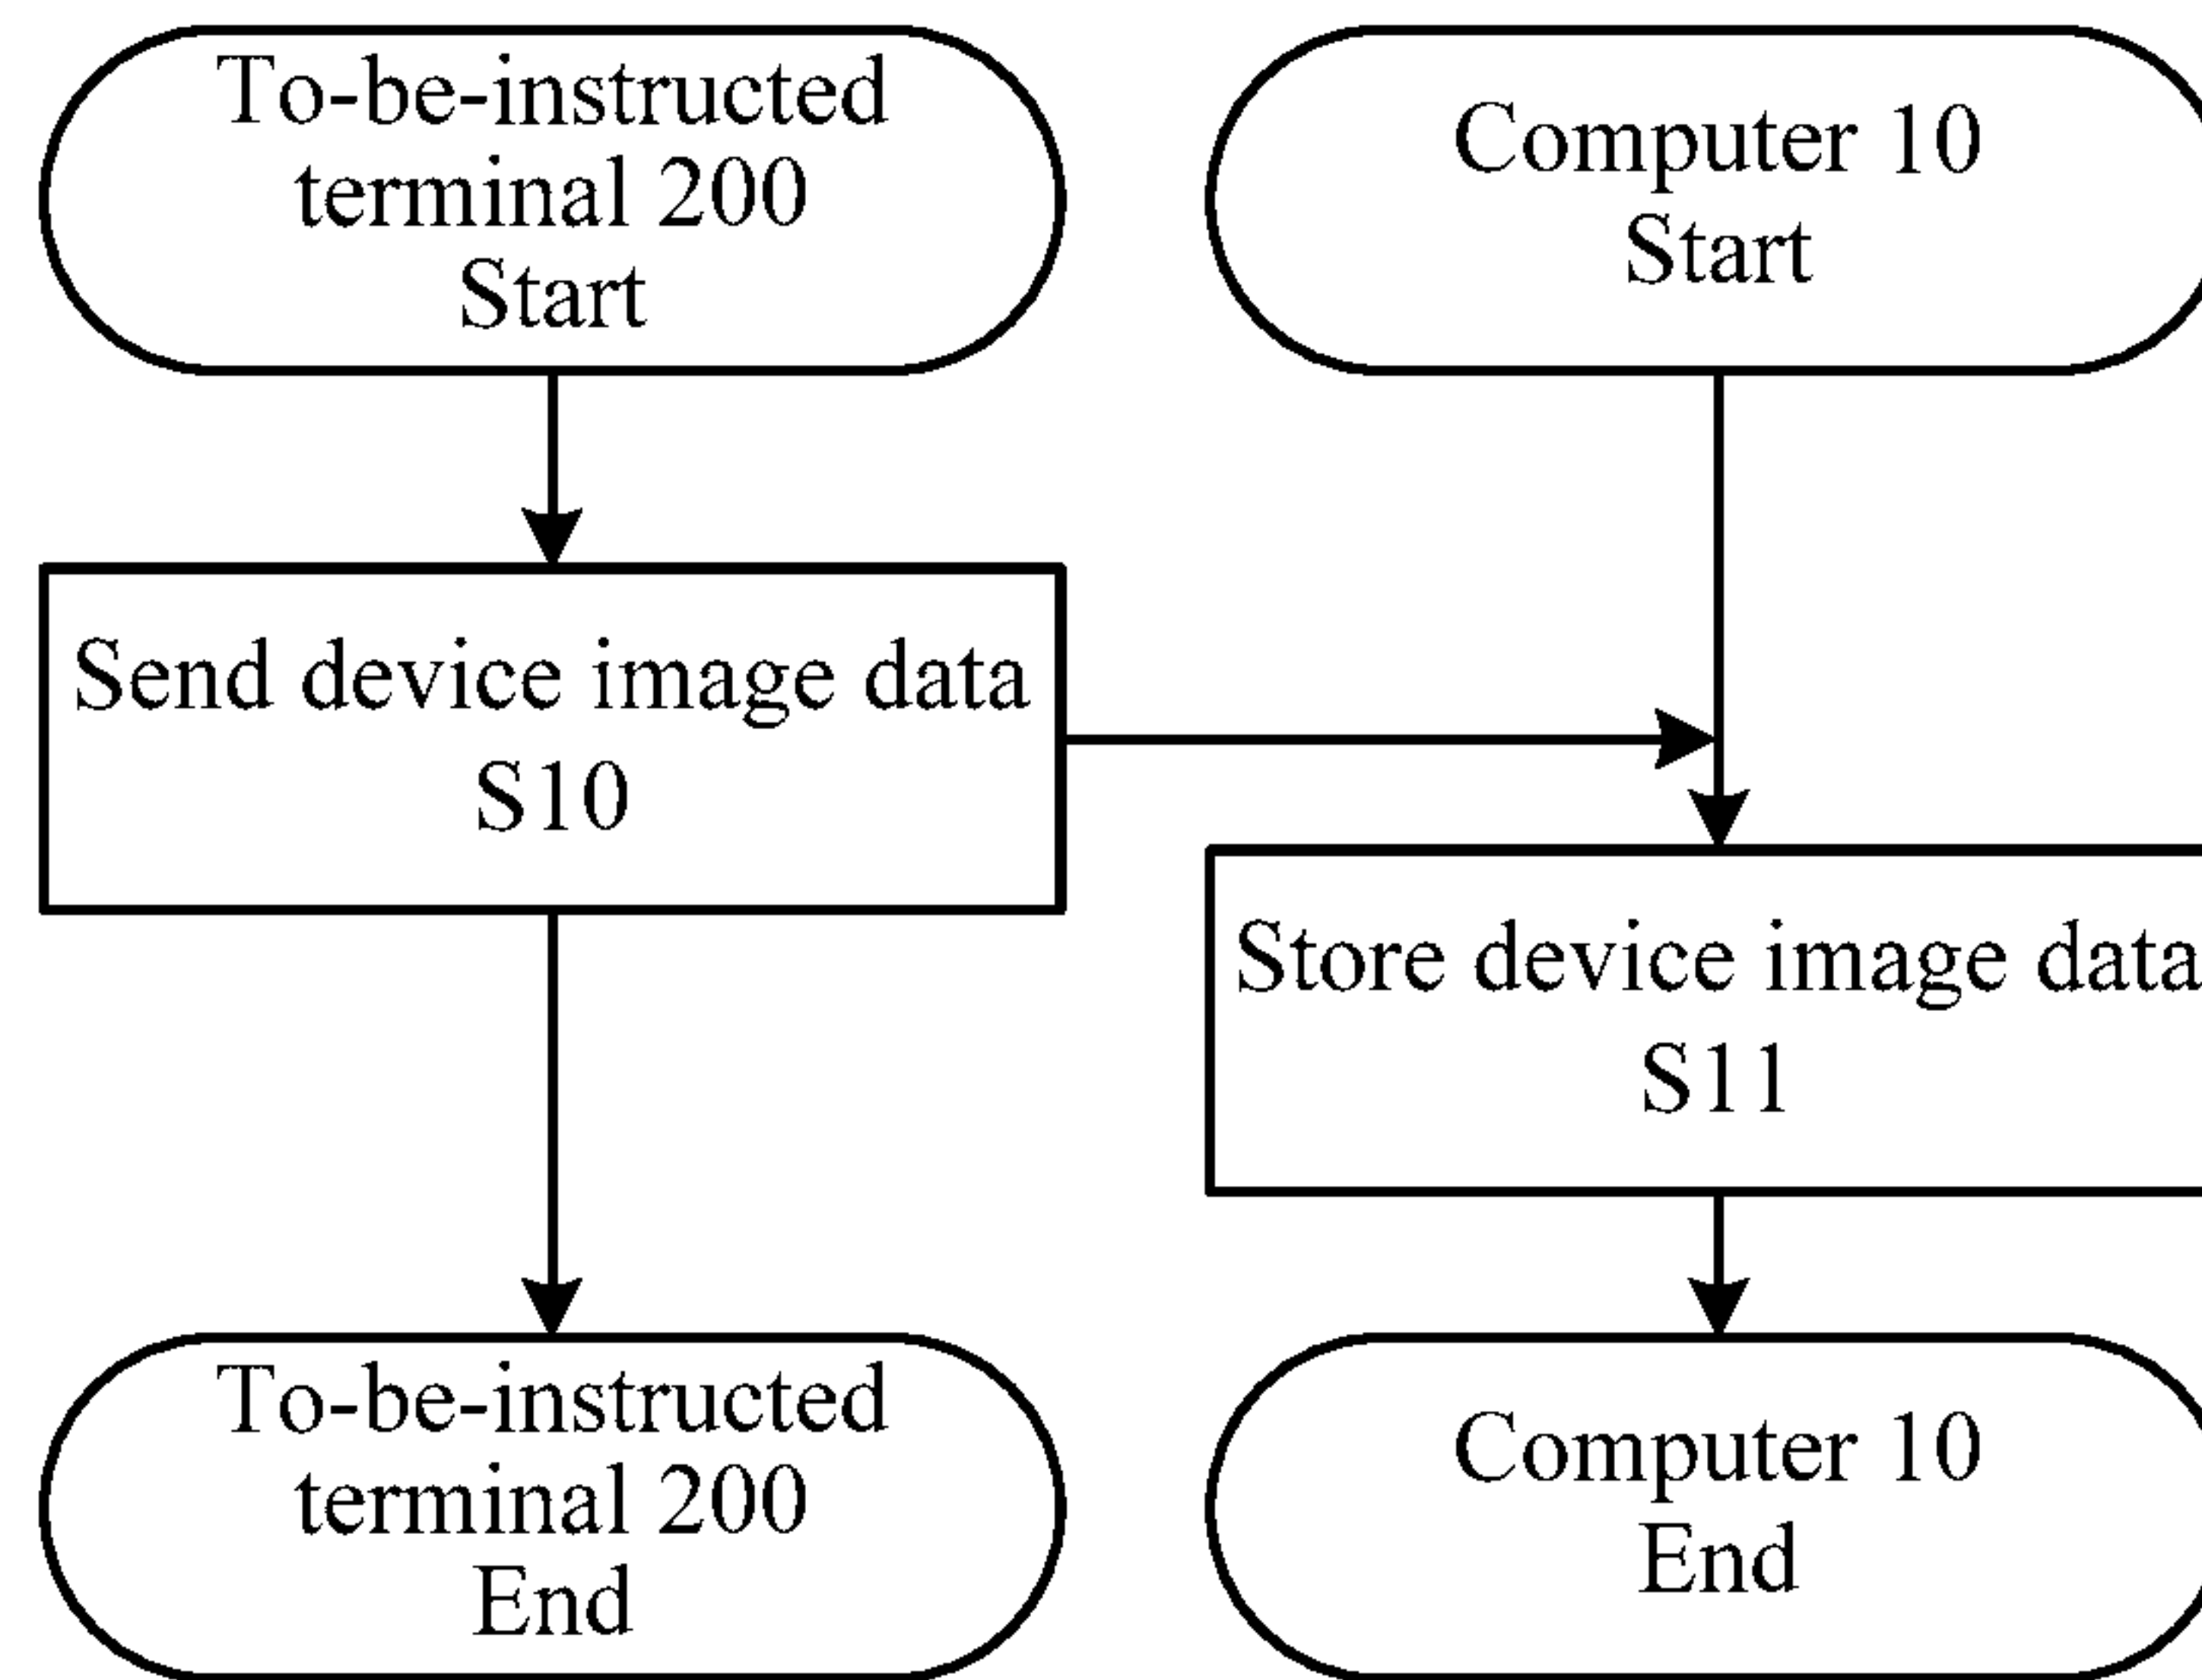 To-be-instructed
terminal 200
Start
Computer 10
Start
Send device image data
S10
Store device image data
S11
To-be-instructed
terminal 200
End
Computer 10
End